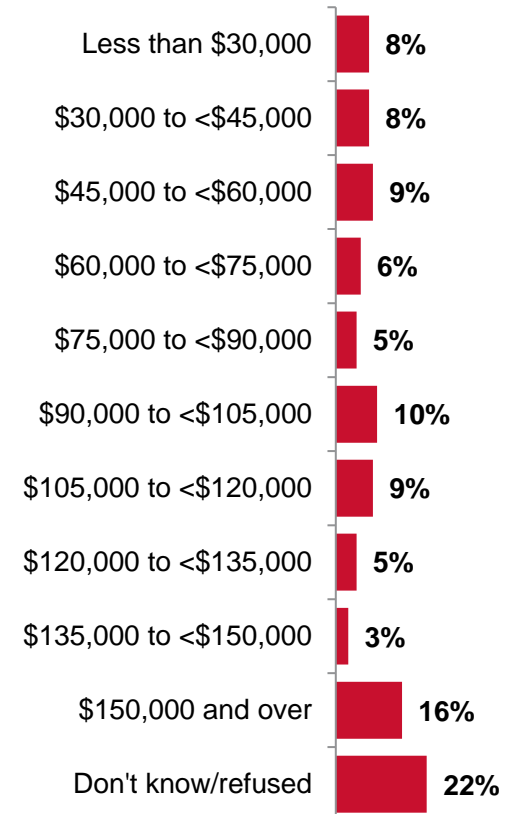 Less than $30,000 8%
$30,000 to <$45,000 8%
$45,000 to <$60,000 9%
$60,000 to <$75,000 6%
$75,000 to <$90,000 5%
$90,000 to <$105,000 10%
$105,000 to <$120,000 9%
$120,000 to <$135,000 5%
$135,000 to <$150,000 3%
$150,000 and over 16%
Don't know/refused 22%